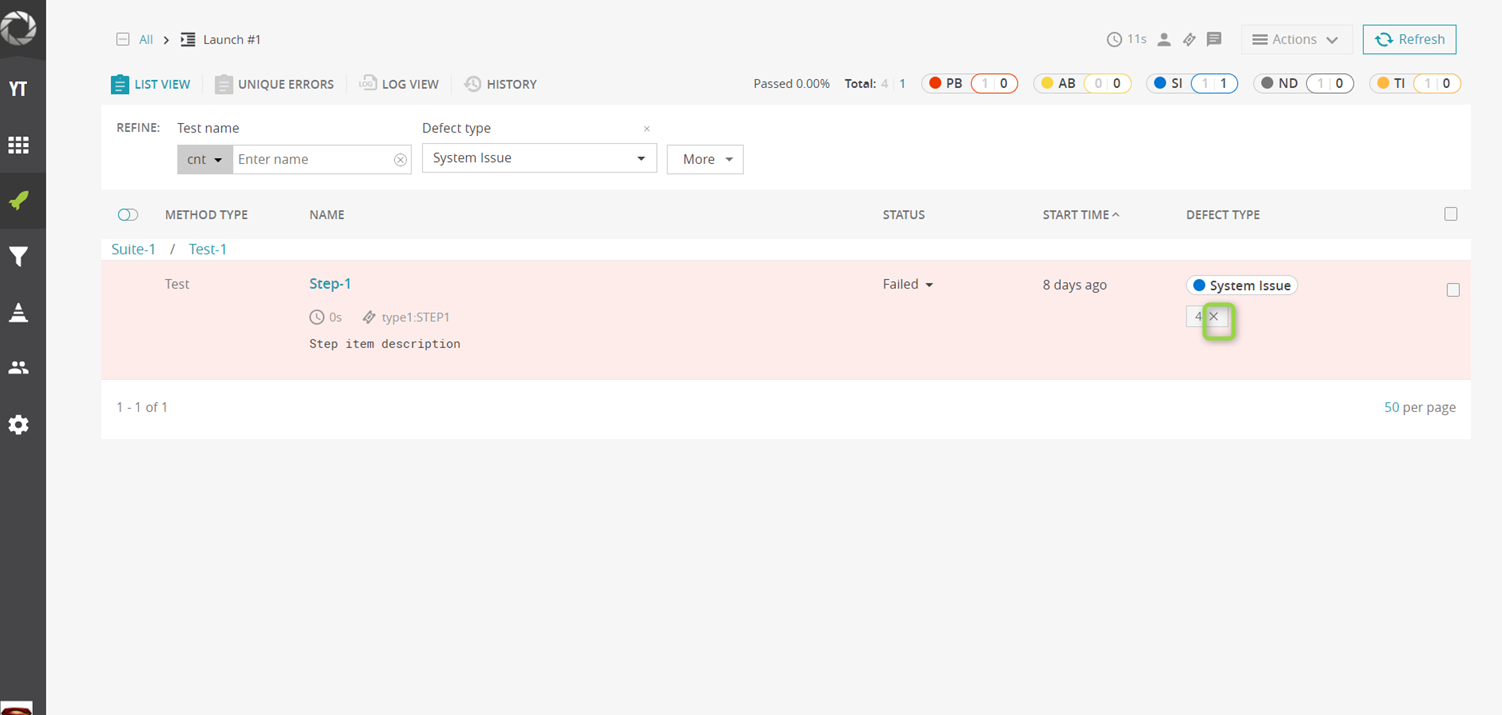 All Launch #1 11s Actions Refresh
YT
LIST VIEW UNIQUE ERRORS LOG VIEW HISTORY Passed 0.00% Total: 4 | 1 PB 1 | 0 AB 0 | 0 SI 1 | 1 ND 1 | 0 TI 1 | 0
REFINE: Test name Defect type
cnt Enter name System Issue More
METHOD TYPE NAME STATUS START TIME DEFECT TYPE
Suite-1 / Test-1
Test Step-1 Failed 8 days ago System Issue
0s type1:STEP1 4
Step item description
1 - 1 of 1 50 per page